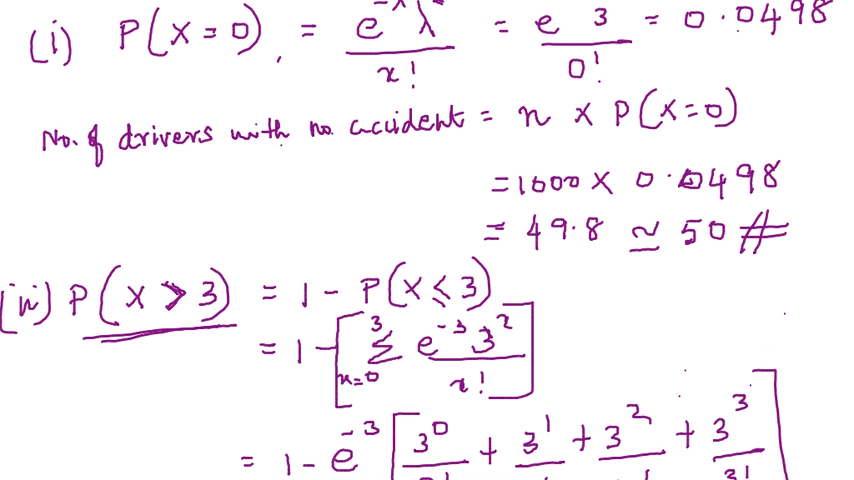 (i) P(X = 0) = e^-λ λ^x / x! = e 3 / 0! = 0.0498
No. of drivers with no accident = n × P(X=0)
= 1000 × 0.0498
= 49.8 ≃ 50 #
(ii) P(X > 3) = 1 - P(X ≤ 3)
= 1 - [ 3 Σ x=0 e^-3 3^x / x! ]
= 1 - e^-3 [ 3^0 / 0! + 3^1 + 3^2 + 3^3 / 3! ]